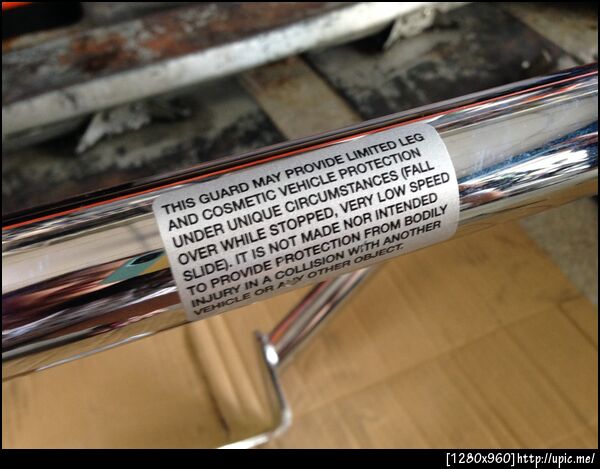 THIS GUARD MAY PROVIDE LIMITED LEG
AND COSMETIC VEHICLE PROTECTION
UNDER UNIQUE CIRCUMSTANCES (FALL
OVER WHILE STOPPED, VERY LOW SPEED
SLIDE). IT IS NOT MADE NOR INTENDED
TO PROVIDE PROTECTION FROM BODILY
INJURY IN A COLLISION WITH ANOTHER
VEHICLE OR ANY OTHER OBJECT.
[1280x960]http://upic.me/